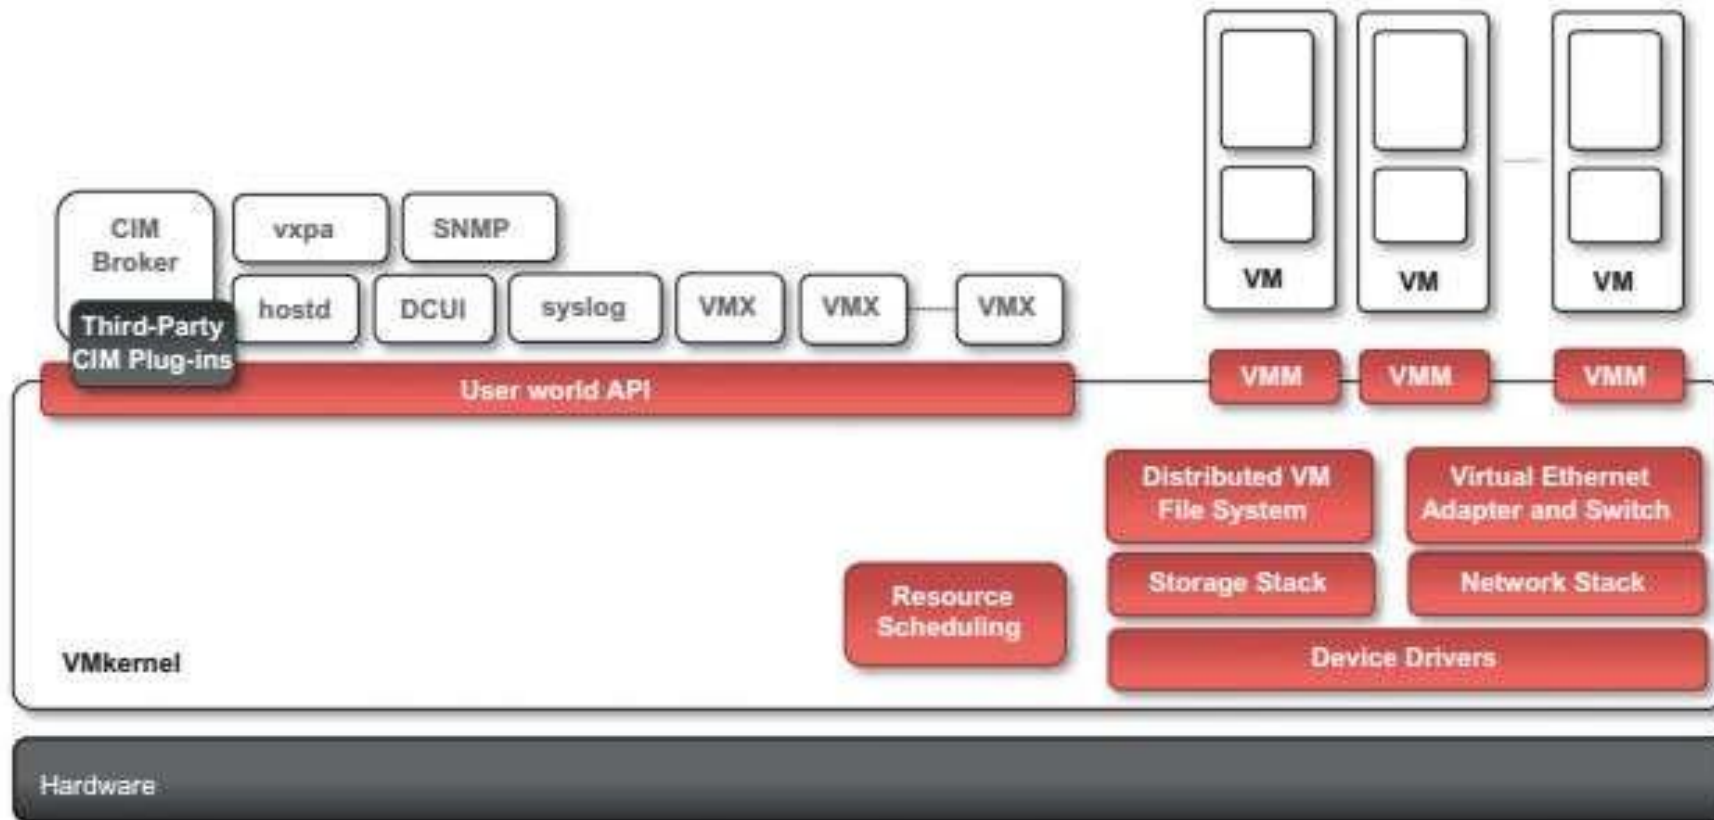 VM
VM
VM
CIM
Broker
vxpa
SNMP
hostd
DCUI
syslog
VMX
VMX
VMX
Third-Party
CIM Plug-ins
User world API
VMM
VMM
VMM
Distributed VM
File System
Virtual Ethernet
Adapter and Switch
Resource
Scheduling
Storage Stack
Network Stack
Device Drivers
VMkernel
Hardware